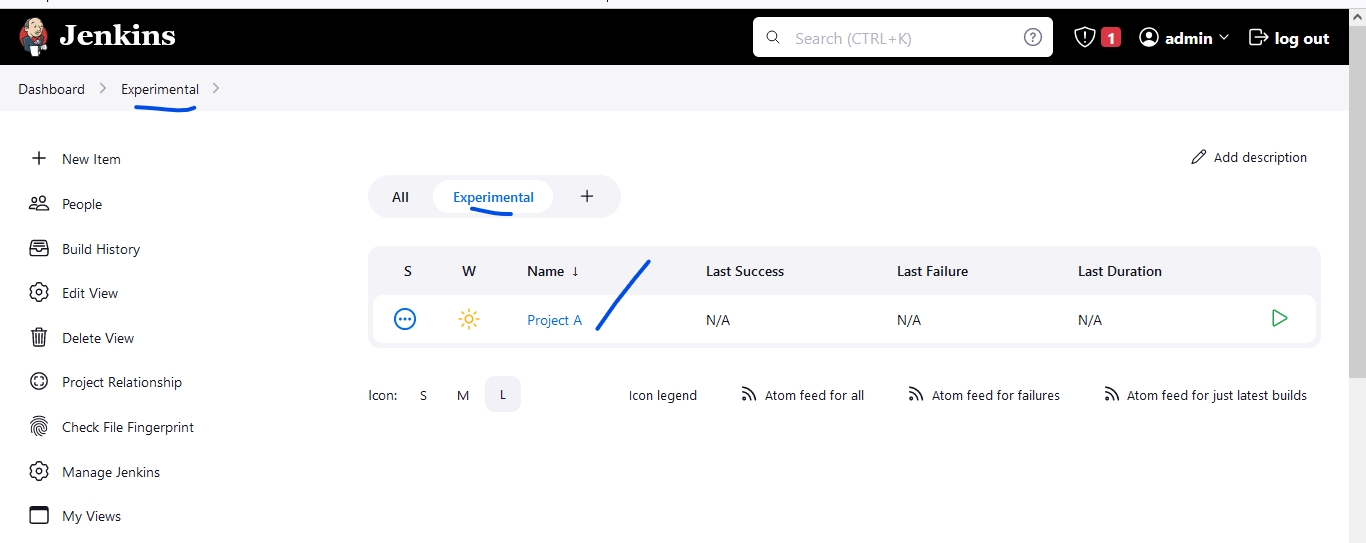 Jenkins
Search (CTRL+K)
1
admin
log out
Dashboard
Experimental
New Item
People
Build History
Edit View
Delete View
Project Relationship
Check File Fingerprint
Manage Jenkins
My Views
Add description
All
Experimental
+
S W Name ↓ Last Success Last Failure Last Duration
Project A N/A N/A N/A
Icon: S M L
Icon legend
Atom feed for all
Atom feed for failures
Atom feed for just latest builds